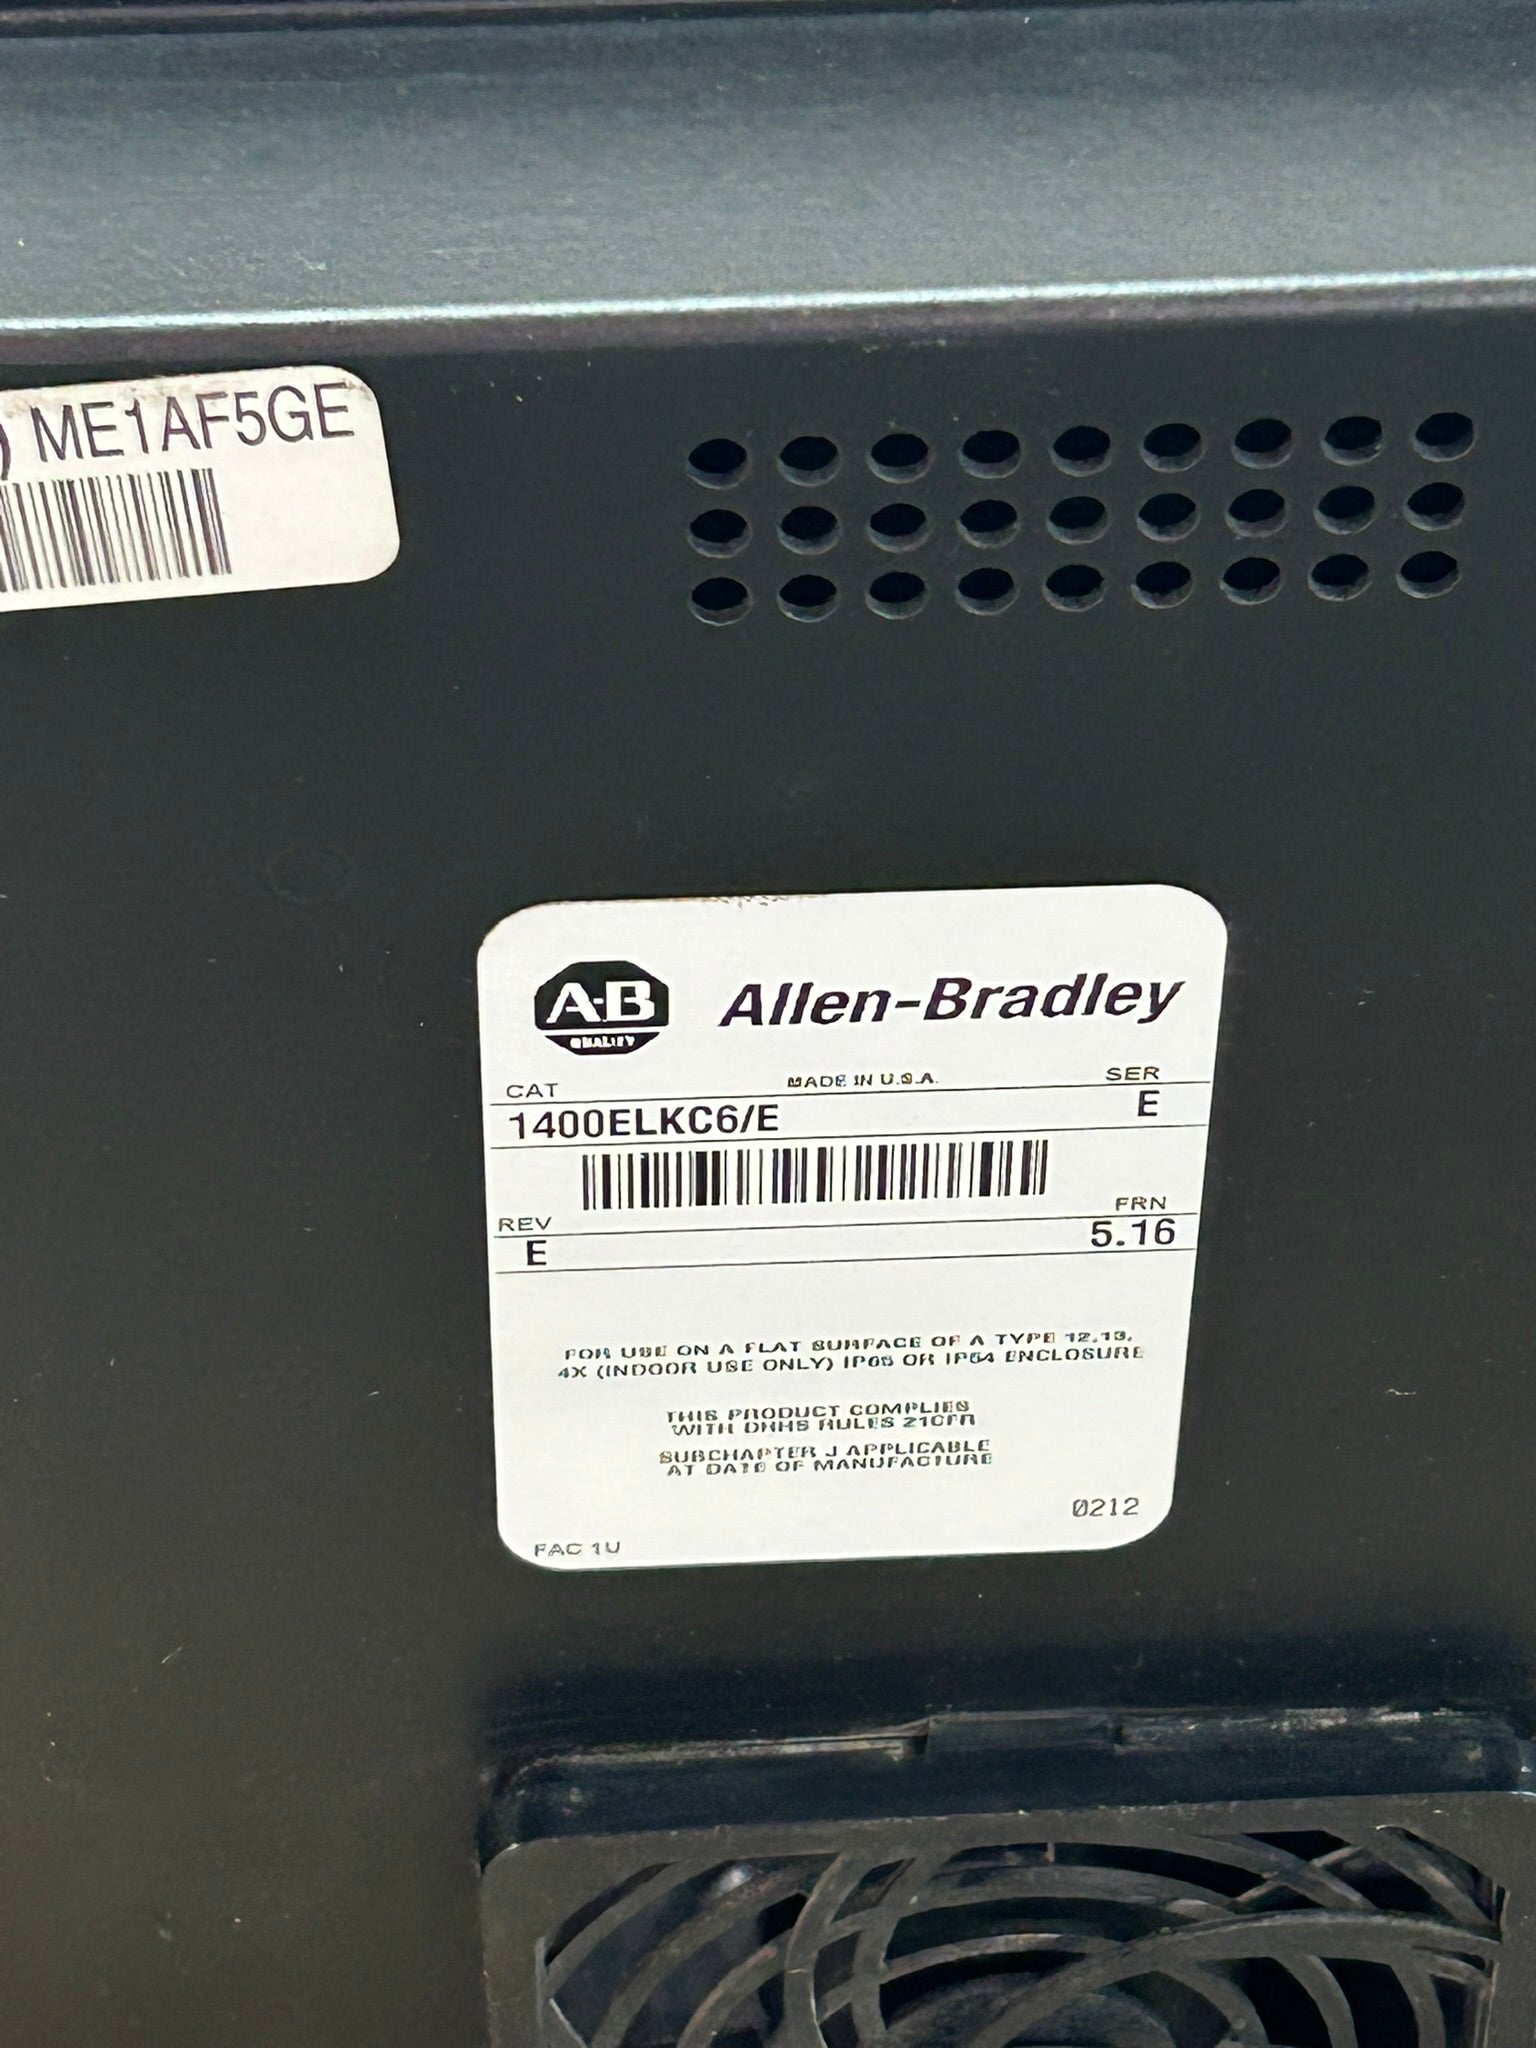 ) ME1AF5GE
A-B
QUALITY
Allen-Bradley
CAT
MADE IN U.S.A.
SER
1400ELKC6/E
E
REV
FRN
E
5.16
FOR USE ON A FLAT SURFACE OF A TYPE 12,13,
4X (INDOOR USE ONLY) IP65 OR IP54 ENCLOSURE
THIS PRODUCT COMPLIES
WITH DHHS RULES 21CFR
SUBCHAPTER J APPLICABLE
AT DATE OF MANUFACTURE
0212
FAC 1U